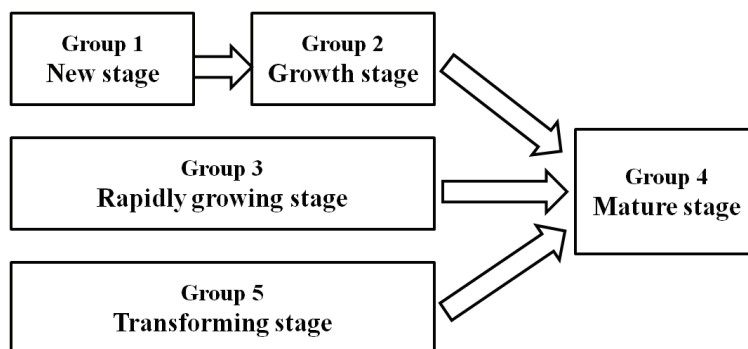 Group 1
New stage
Group 2
Growth stage
Group 3
Rapidly growing stage
Group 4
Mature stage
Group 5
Transforming stage